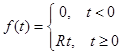 f(t) = { 0, t < 0
Rt, t ≥ 0